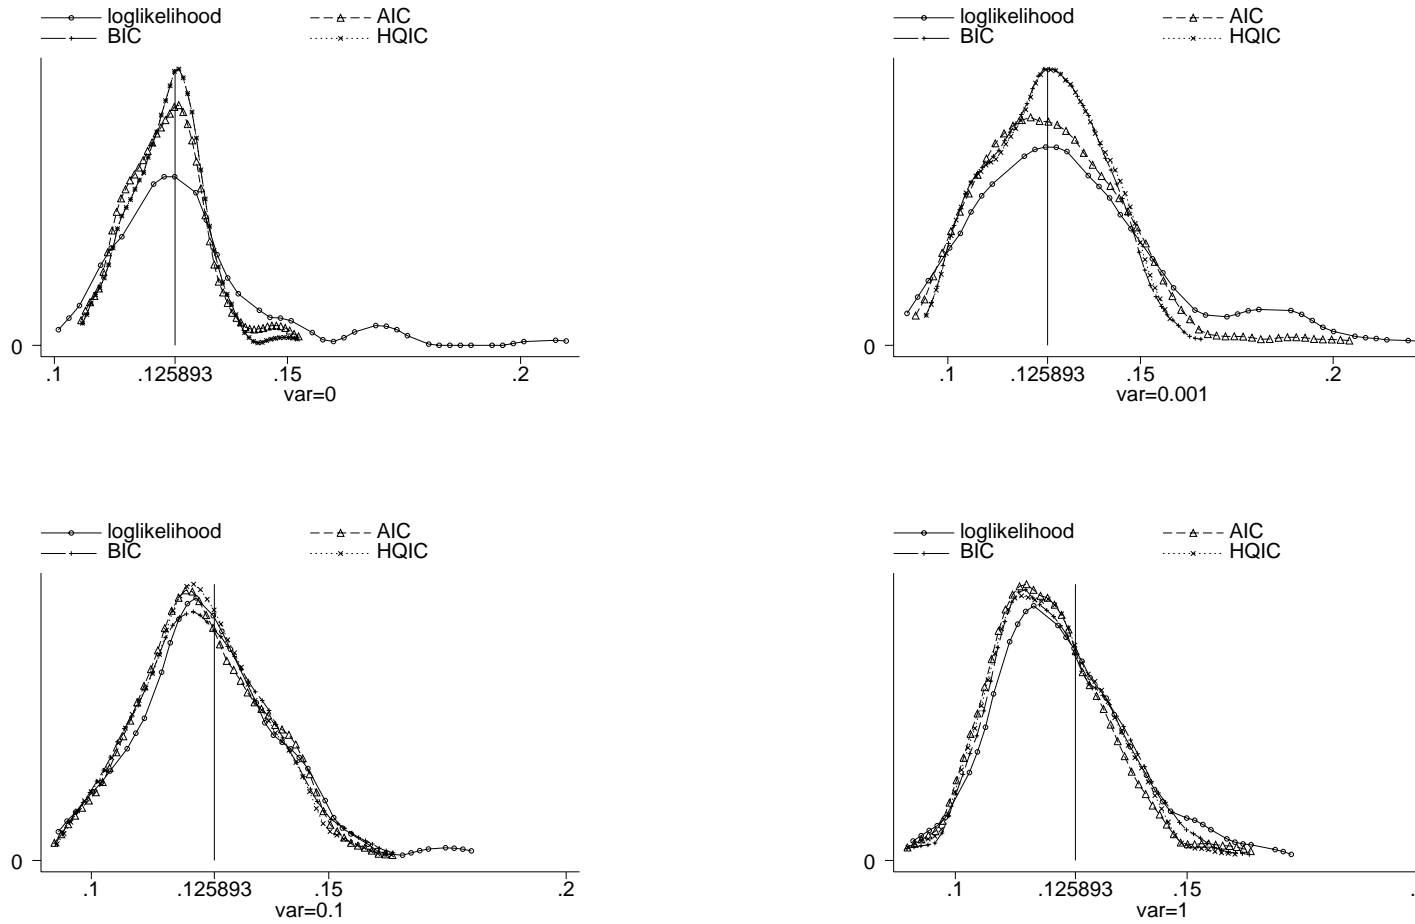 loglikelihood AIC
BIC HQIC
0
.1 .125893 .15 .2
var=0
loglikelihood AIC
BIC HQIC
0
.1 .125893 .15 .2
var=0.001
loglikelihood AIC
BIC HQIC
0
.1 .125893 .15 .2
var=0.1
loglikelihood AIC
BIC HQIC
0
.1 .125893 .15
var=1